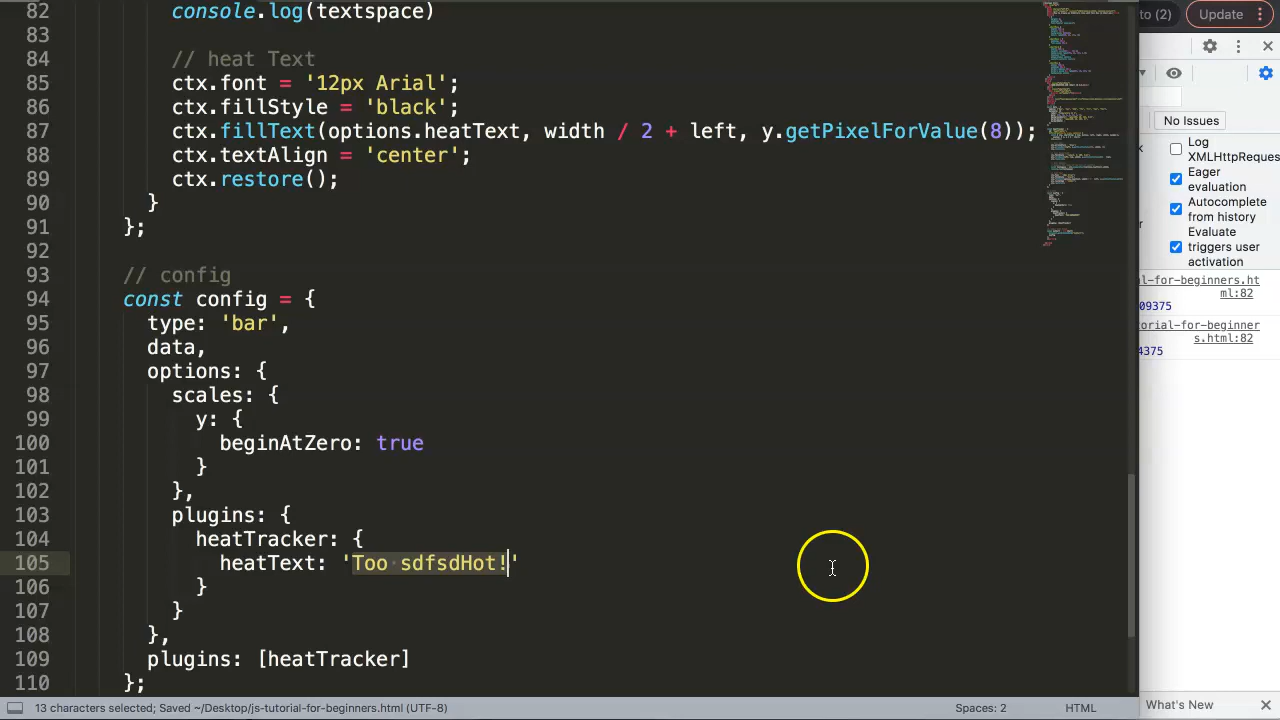 82 console.log(textspace)
83
84 // heat Text
85 ctx.font = '12px Arial';
86 ctx.fillStyle = 'black';
87 ctx.fillText(options.heatText, width / 2 + left, y.getPixelForValue(8));
88 ctx.textAlign = 'center';
89 ctx.restore();
90 }
91 };
92
93 // config
94 const config = {
95 type: 'bar',
96 data,
97 options: {
98 scales: {
99 y: {
100 beginAtZero: true
101 }
102 },
103 plugins: {
104 heatTracker: {
105 heatText: 'Too sdfsdHot!'
106 }
107 }
108 },
109 plugins: [heatTracker]
110 };
13 characters selected; Saved ~/Desktop/js-tutorial-for-beginners.html (UTF-8)
Spaces: 2
HTML
to (2)
Update
No Issues
Log
XMLHttpReques
Eager
evaluation
Autocomplete
from history
Evaluate
triggers user
activation
ial-for-beginners.ht
ml:82
09375
torial-for-beginner
s.html:82
4375
What's New